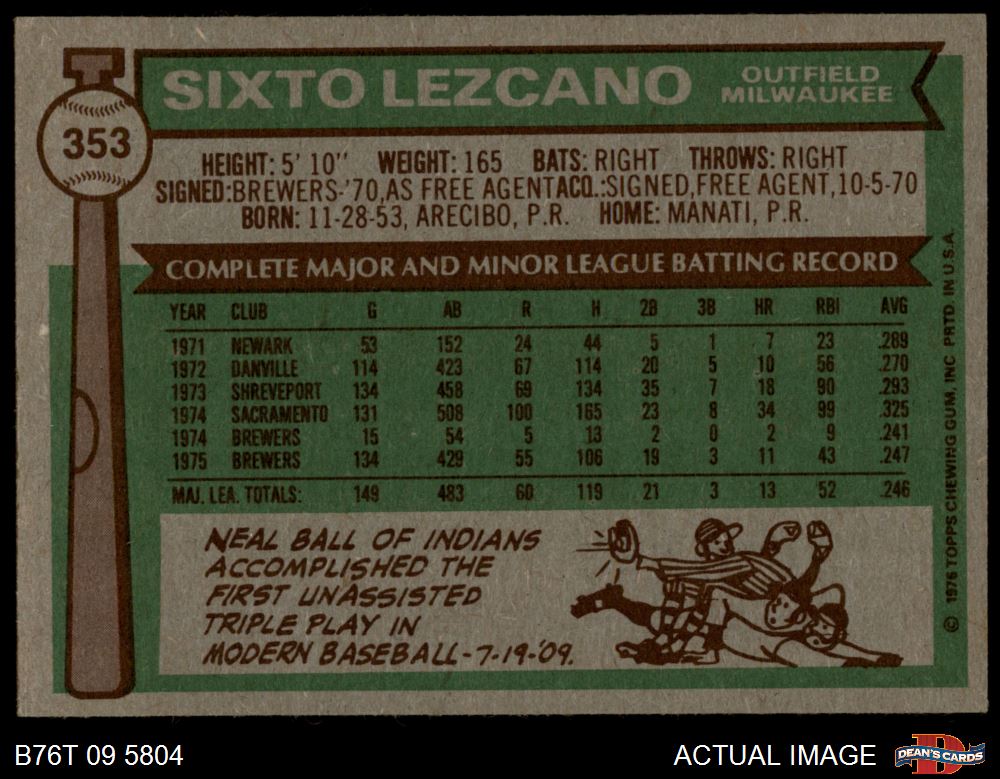 353
SIXTO LEZCANO
OUTFIELD
MILWAUKEE
HEIGHT: 5' 10" WEIGHT: 165 BATS: RIGHT THROWS: RIGHT
SIGNED:BREWERS-'70,AS FREE AGENTACQ.:SIGNED,FREE AGENT,10-5-70
BORN: 11-28-53, ARECIBO, P.R. HOME: MANATI, P.R.
COMPLETE MAJOR AND MINOR LEAGUE BATTING RECORD
YEAR CLUB G AB R H 2B 3B HR RBI AVG
1971 NEWARK 53 152 24 44 5 1 7 23 .289
1972 DANVILLE 114 423 67 114 20 5 10 56 .270
1973 SHREVEPORT 134 458 69 134 35 7 18 90 .293
1974 SACRAMENTO 131 508 100 165 23 8 34 99 .325
1974 BREWERS 15 54 5 13 2 0 2 9 .241
1975 BREWERS 134 429 55 106 19 3 11 43 .247
MAJ. LEA. TOTALS: 149 483 60 119 21 3 13 52 .246
NEAL BALL OF INDIANS
ACCOMPLISHED THE
FIRST UNASSISTED
TRIPLE PLAY IN
MODERN BASEBALL-7-19-'09.
© 1976 TOPPS CHEWING GUM, INC PRTD. IN U.S.A.
B76T 09 5804
ACTUAL IMAGE
DEAN'S CARDS